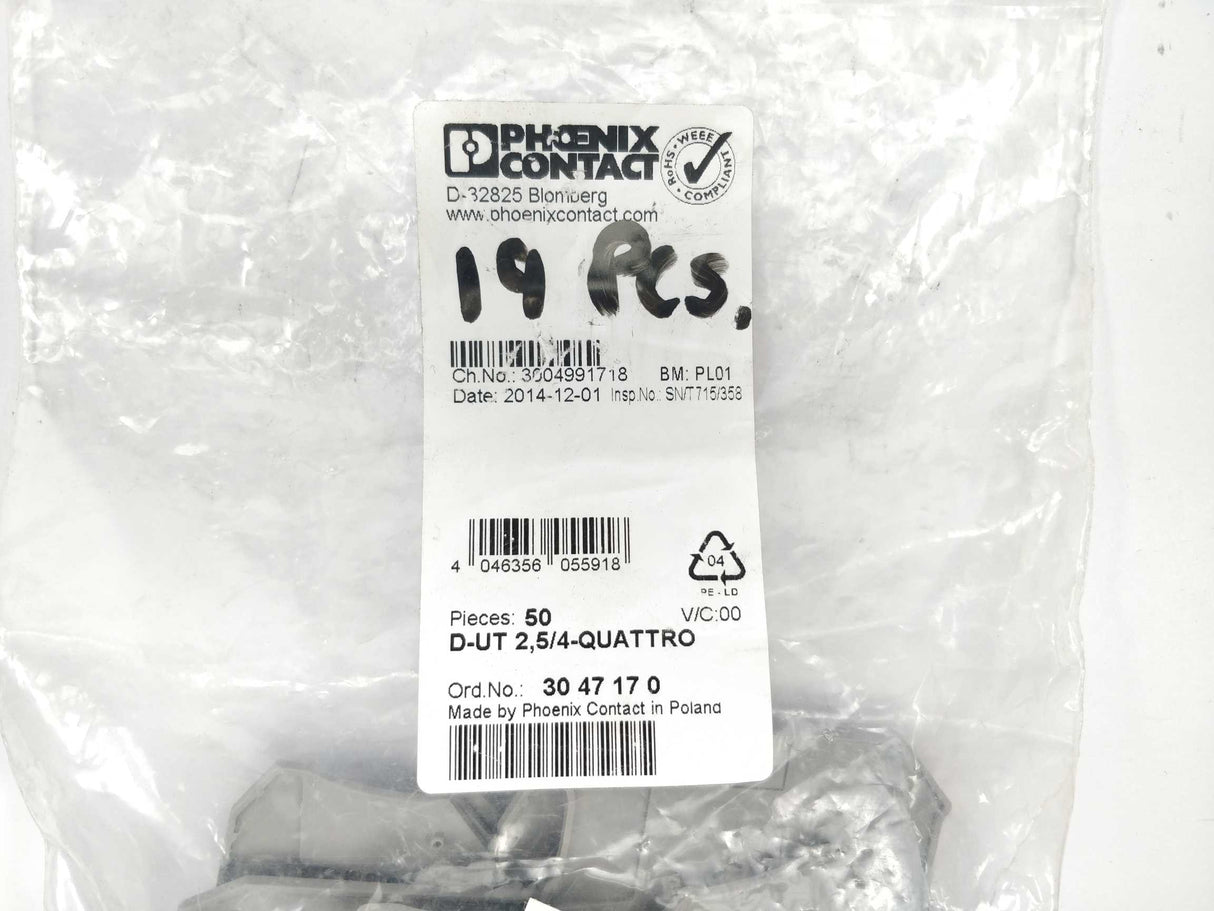 PHOENIX
CONTACT
WEEE RoHS COMPLIANT
D-32825 Blomberg
www.phoenixcontact.com
19 Pcs.
Ch.No.: 3004991718 BM: PL01
Date: 2014-12-01 Insp.No.: SN/T715/358
4 046356 055918
04
PE-LD
Pieces: 50 V/C:00
D-UT 2,5/4-QUATTRO
Ord.No.: 30 47 17 0
Made by Phoenix Contact in Poland